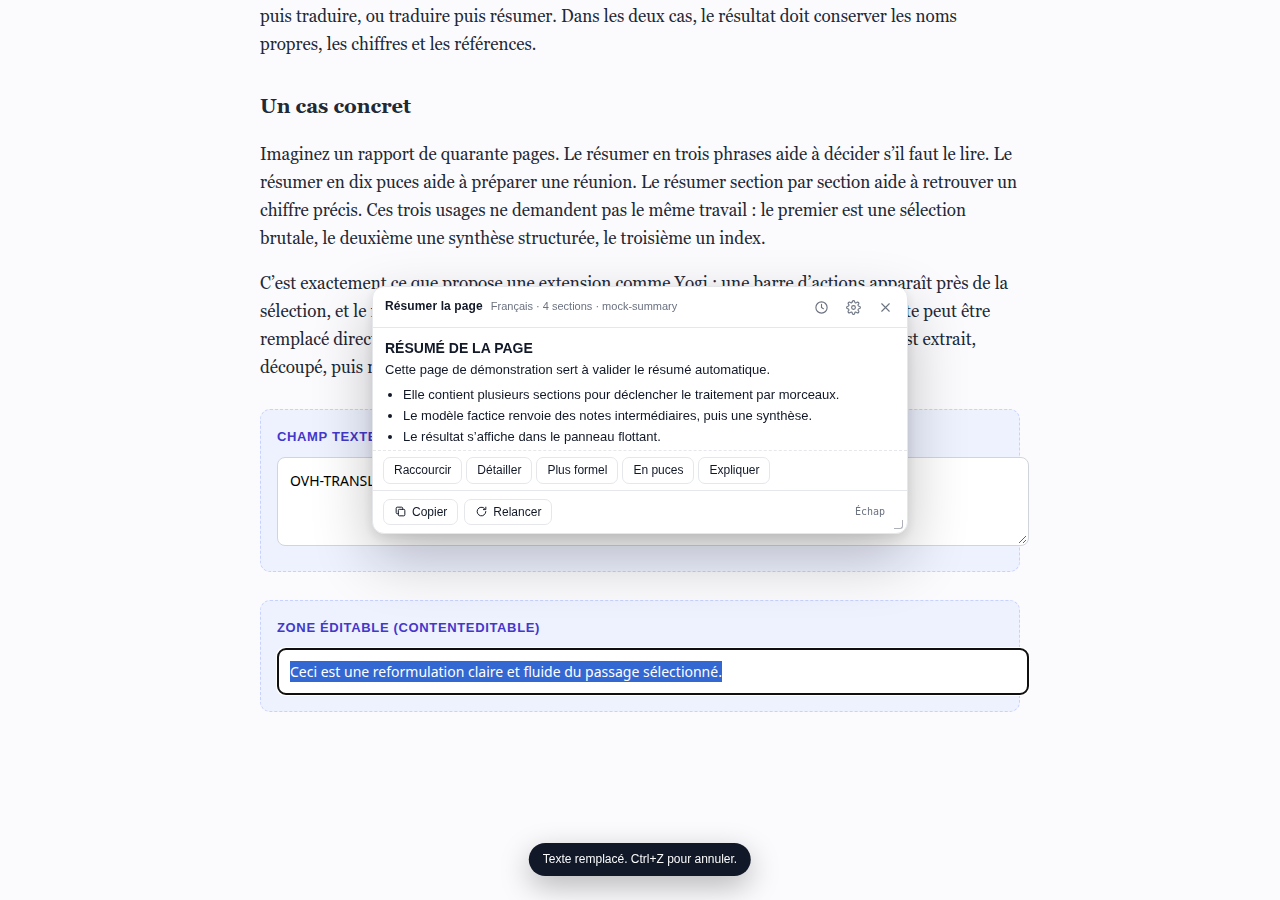 puis traduire, ou traduire puis résumer. Dans les deux cas, le résultat doit conserver les noms
propres, les chiffres et les références.
Un cas concret
Imaginez un rapport de quarante pages. Le résumer en trois phrases aide à décider s’il faut le lire. Le
résumer en dix puces aide à préparer une réunion. Le résumer section par section aide à retrouver un
chiffre précis. Ces trois usages ne demandent pas le même travail : le premier est une sélection
brutale, le deuxième une synthèse structurée, le troisième un index.
C’est exactement ce que propose une extension comme Yogi : une barre d’actions apparaît près de la
sélection, et le
te peut être
remplacé
st extrait,
découpé, puis
Résumer la page Français · 4 sections · mock-summary
RÉSUMÉ DE LA PAGE
Cette page de démonstration sert à valider le résumé automatique.
• Elle contient plusieurs sections pour déclencher le traitement par morceaux.
• Le modèle factice renvoie des notes intermédiaires, puis une synthèse.
• Le résultat s’affiche dans le panneau flottant.
Raccourcir Détailler Plus formel En puces Expliquer
Copier Relancer Échap
CHAMP TEXTE
OVH-TRANSL
ZONE ÉDITABLE (CONTENTEDITABLE)
Ceci est une reformulation claire et fluide du passage sélectionné.
Texte remplacé. Ctrl+Z pour annuler.